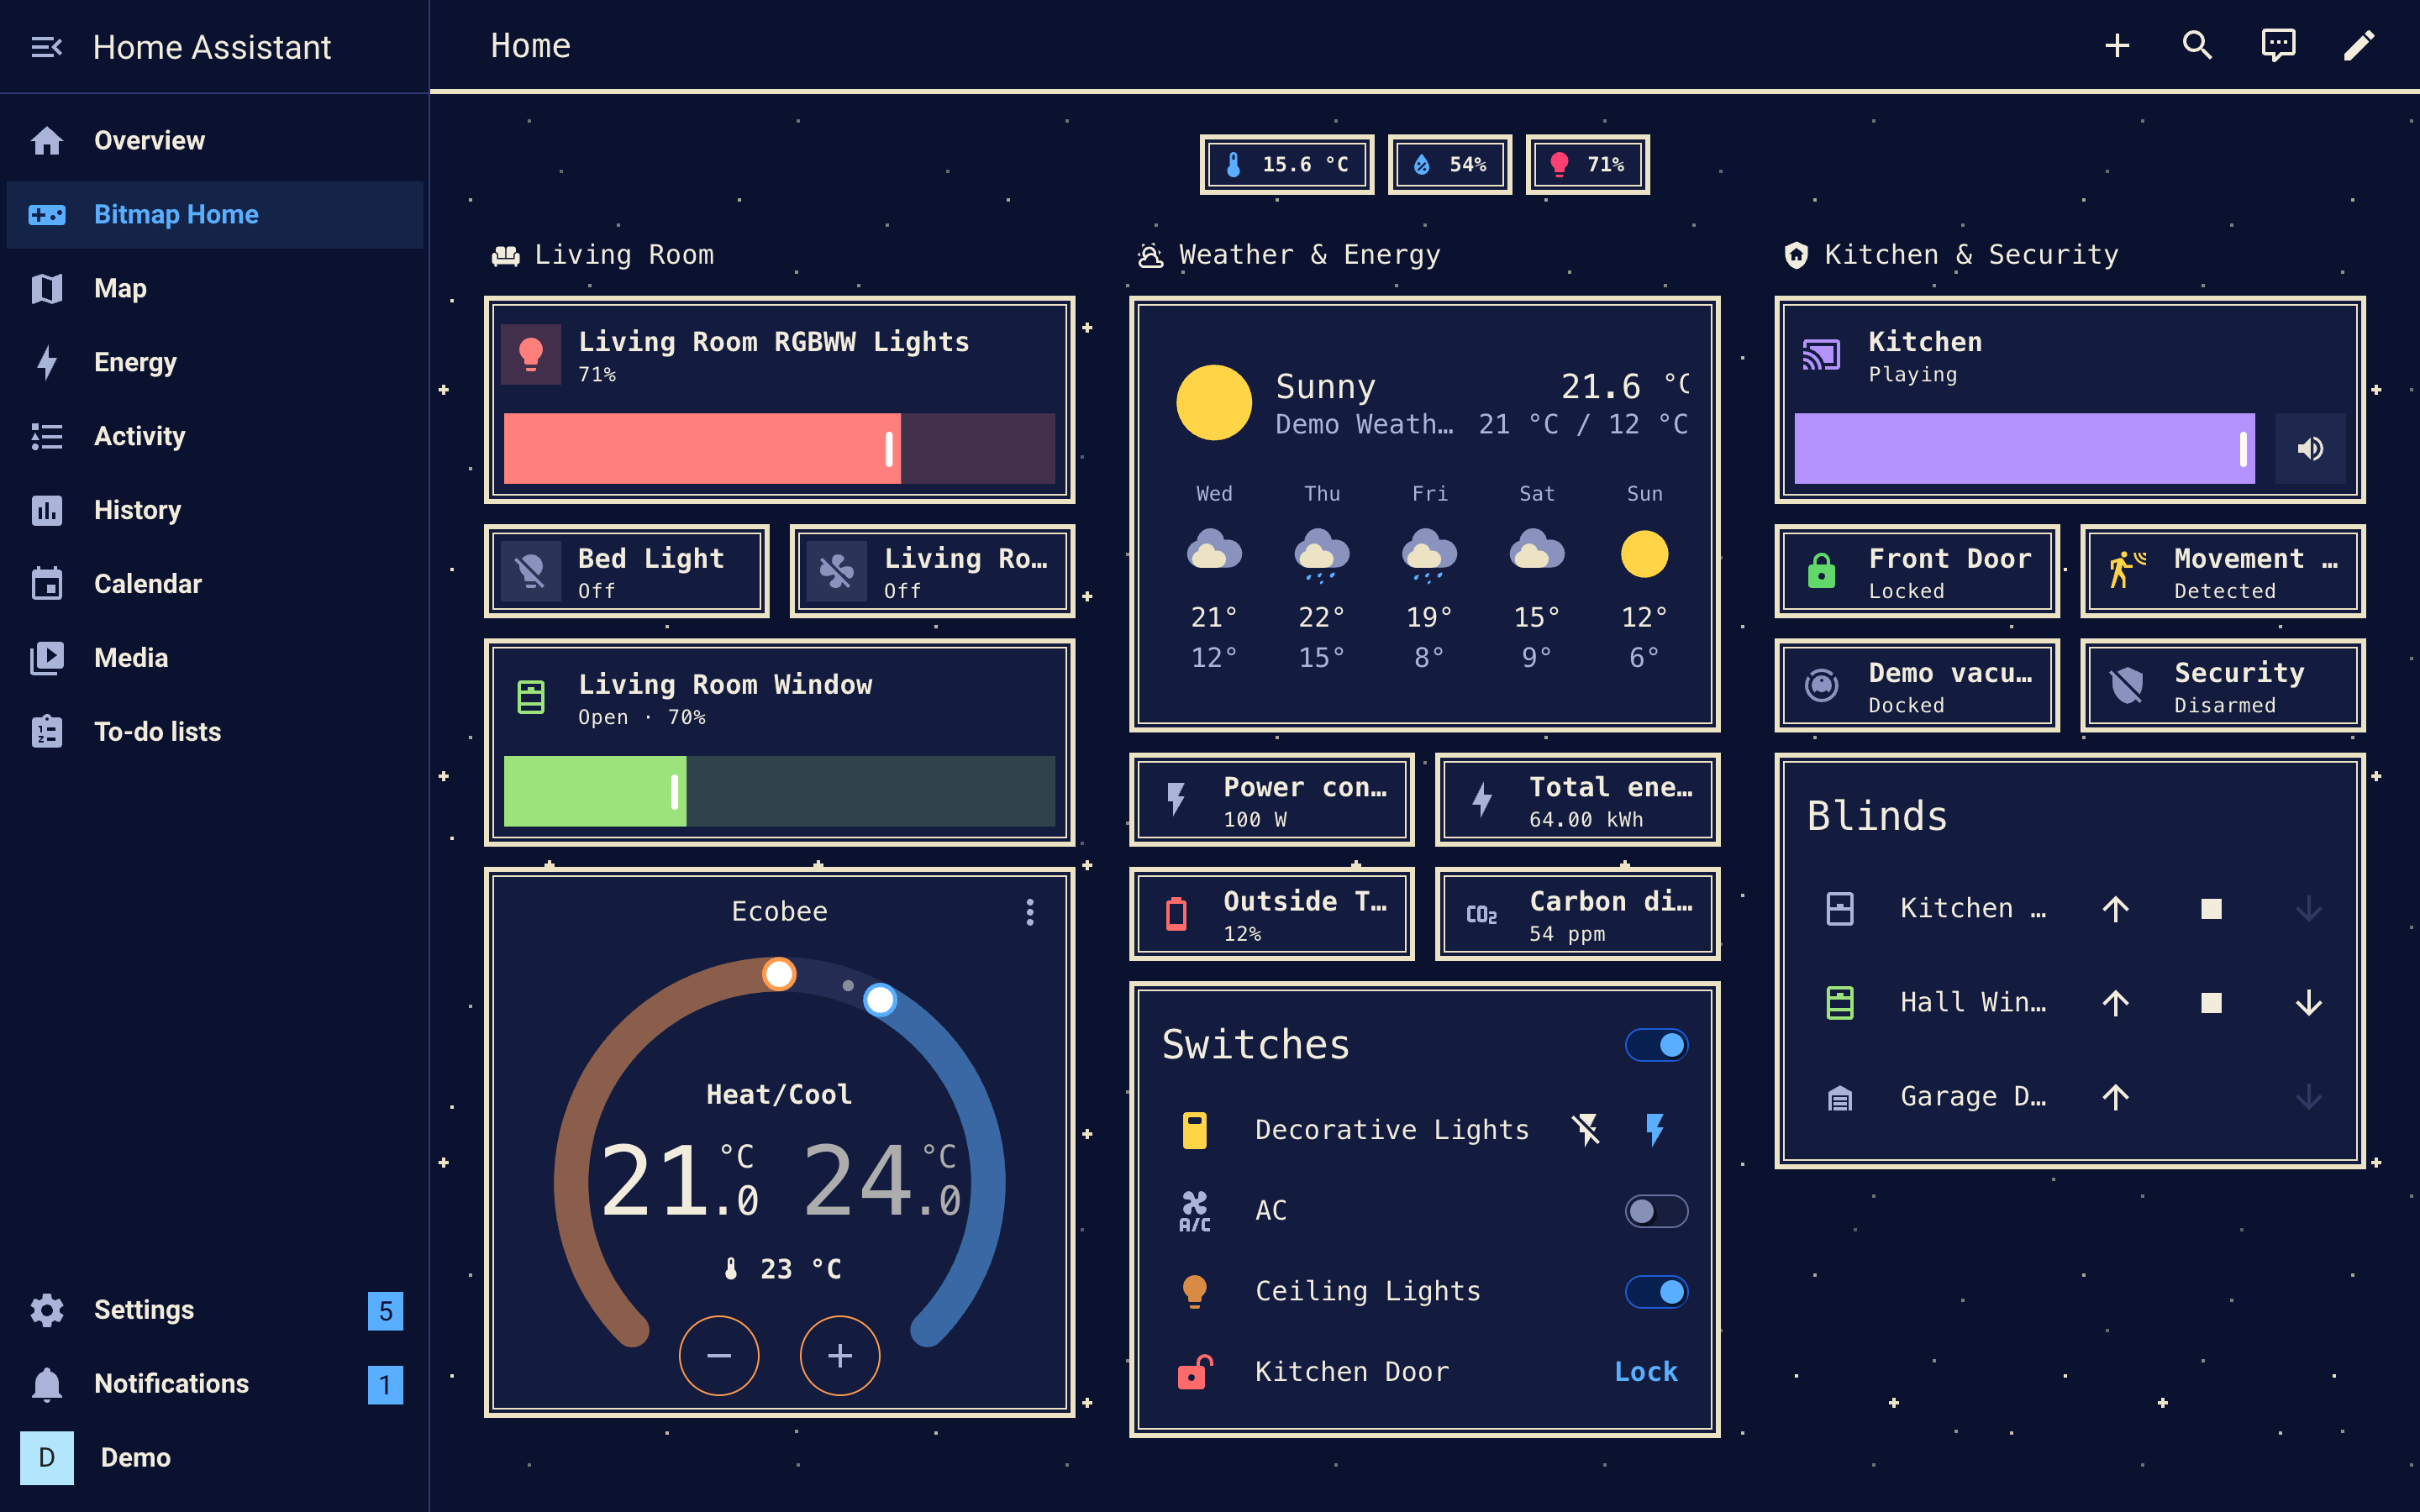 Home Assistant
Overview
Bitmap Home
Map
Energy
Activity
History
Calendar
Media
To-do lists
Settings 5
Notifications 1
D Demo
Home
15.6 °C 54% 71%
Living Room
Living Room RGBWW Lights
71%
Bed Light
Off
Living Ro…
Off
Living Room Window
Open · 70%
Ecobee
Heat/Cool
21.0 °C 24.0 °C
23 °C
Weather & Energy
Sunny 21.6 °C
Demo Weath… 21 °C / 12 °C
Wed Thu Fri Sat Sun
21° 22° 19° 15° 12°
12° 15° 8° 9° 6°
Power con…
100 W
Total ene…
64.00 kWh
Outside T…
12%
CO₂
Carbon di…
54 ppm
Switches
Decorative Lights
A/C
AC
Ceiling Lights
Kitchen Door Lock
Kitchen & Security
Kitchen
Playing
Front Door
Locked
Movement …
Detected
Demo vacu…
Docked
Security
Disarmed
Blinds
Kitchen …
Hall Win…
Garage D…